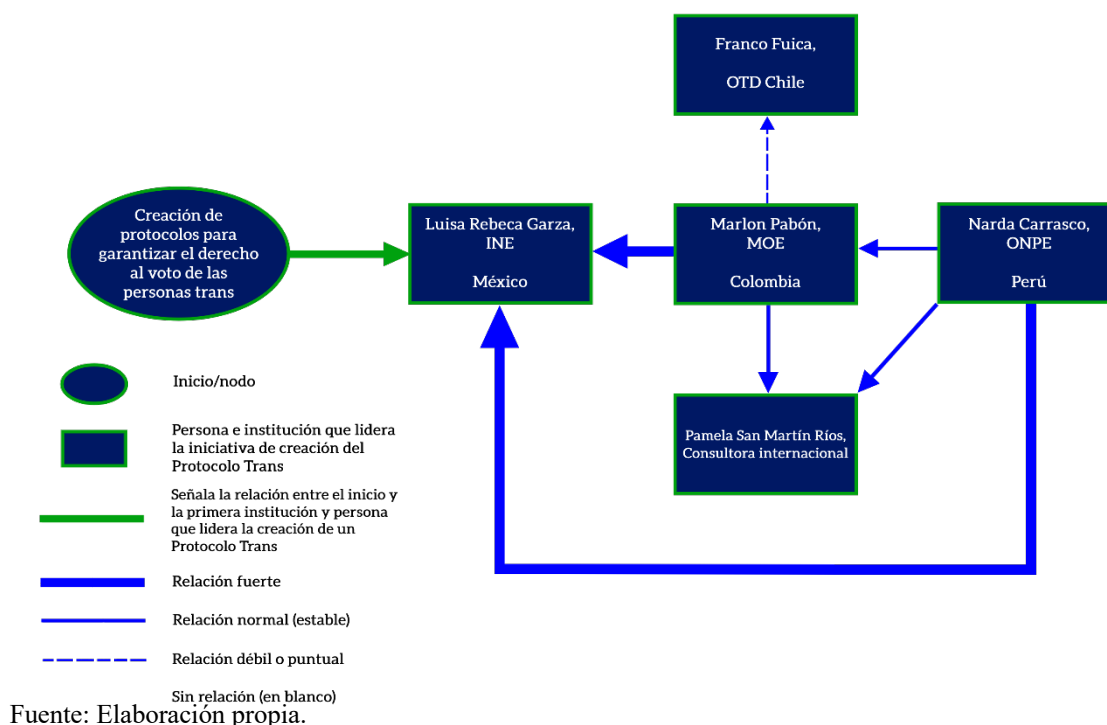 Franco Fuica,
OTD Chile
Creación de
protocolos para
garantizar el derecho
al voto de las
personas trans
Luisa Rebeca Garza,
INE
México
Marlon Pabón,
MOE
Colombia
Narda Carrasco,
ONPE
Perú
Pamela San Martín Ríos,
Consultora internacional
Inicio/nodo
Persona e institución que lidera
la iniciativa de creación del
Protocolo Trans
Señala la relación entre el inicio y
la primera institución y persona
que lidera la creación de un
Protocolo Trans
Relación fuerte
Relación normal (estable)
Relación débil o puntual
Sin relación (en blanco)
Fuente: Elaboración propia.